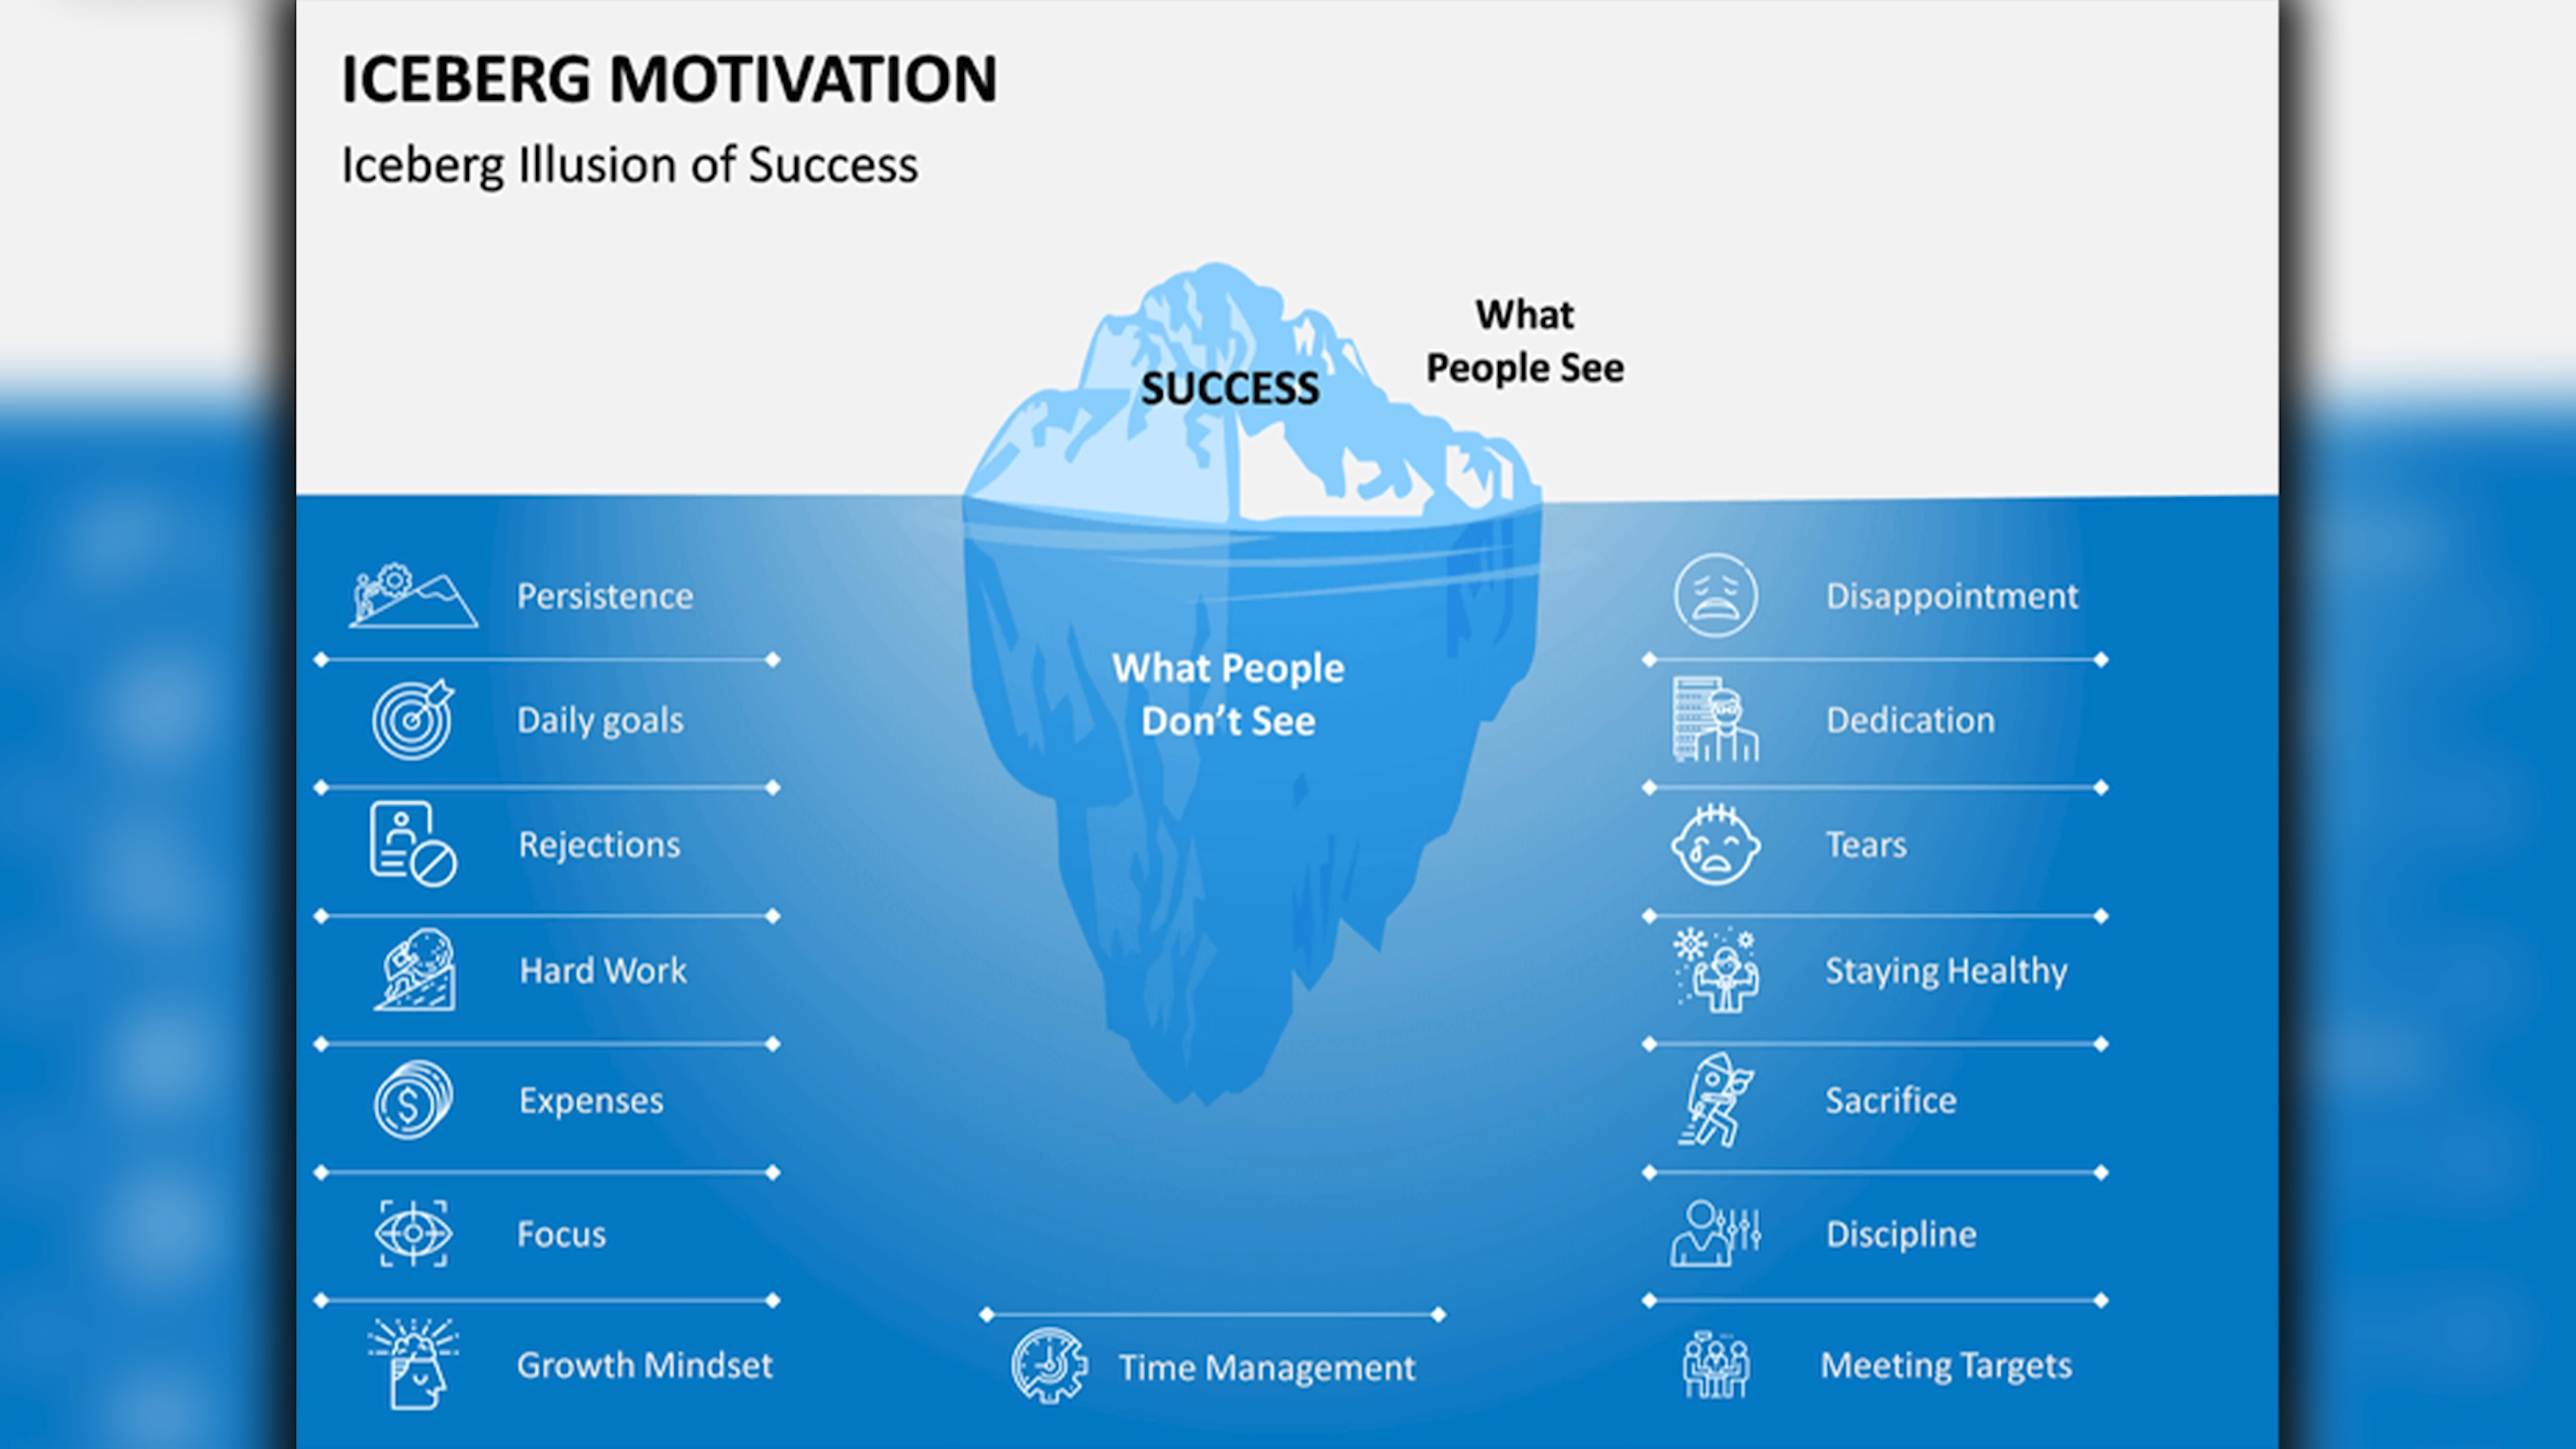 ICEBERG MOTIVATION
Iceberg Illusion of Success
What
People See
SUCCESS
What People
Don’t See
Persistence
Daily goals
Rejections
Hard Work
Expenses
Focus
Growth Mindset
Time Management
Disappointment
Dedication
Tears
Staying Healthy
Sacrifice
Discipline
Meeting Targets